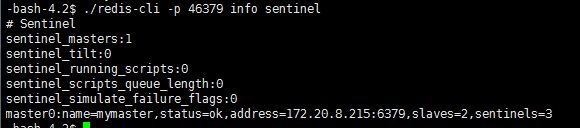 -bash-4.2$ ./redis-cli -p 46379 info sentinel
# Sentinel
sentinel_masters:1
sentinel_tilt:0
sentinel_running_scripts:0
sentinel_scripts_queue_length:0
sentinel_simulate_failure_flags:0
master0:name=mymaster,status=ok,address=172.20.8.215:6379,slaves=2,sentinels=3
-bash-4.2$